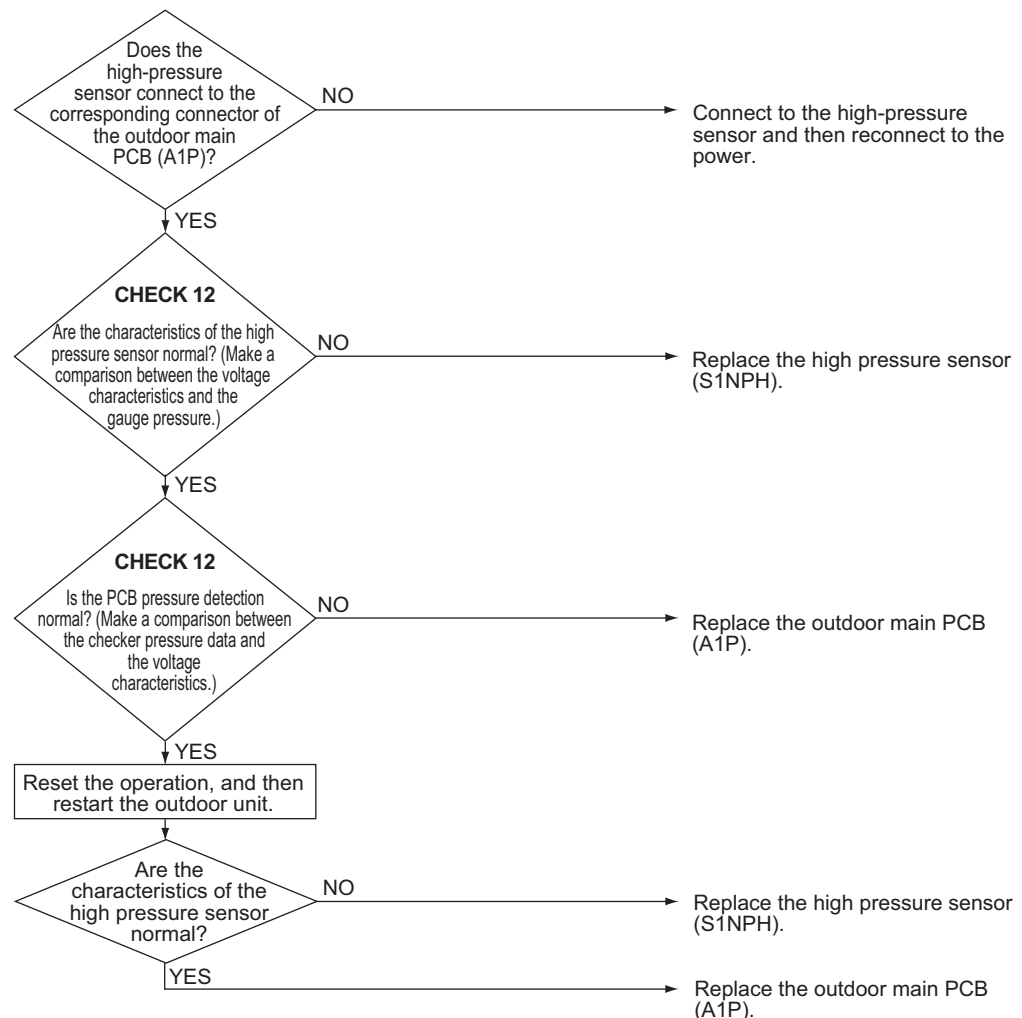 Does the
high-pressure
sensor connect to the
corresponding connector of
the outdoor main
PCB (A1P)?
NO
Connect to the high-pressure
sensor and then reconnect to the
power.
YES
CHECK 12
Are the characteristics of the high
pressure sensor normal? (Make a
comparison between the voltage
characteristics and the
gauge pressure.)
NO
Replace the high pressure sensor
(S1NPH).
YES
CHECK 12
Is the PCB pressure detection
normal? (Make a comparison between
the checker pressure data and
the voltage
characteristics.)
NO
Replace the outdoor main PCB
(A1P).
YES
Reset the operation, and then
restart the outdoor unit.
Are the
characteristics of the
high pressure sensor
normal?
NO
Replace the high pressure sensor
(S1NPH).
YES
Replace the outdoor main PCB
(A1P).